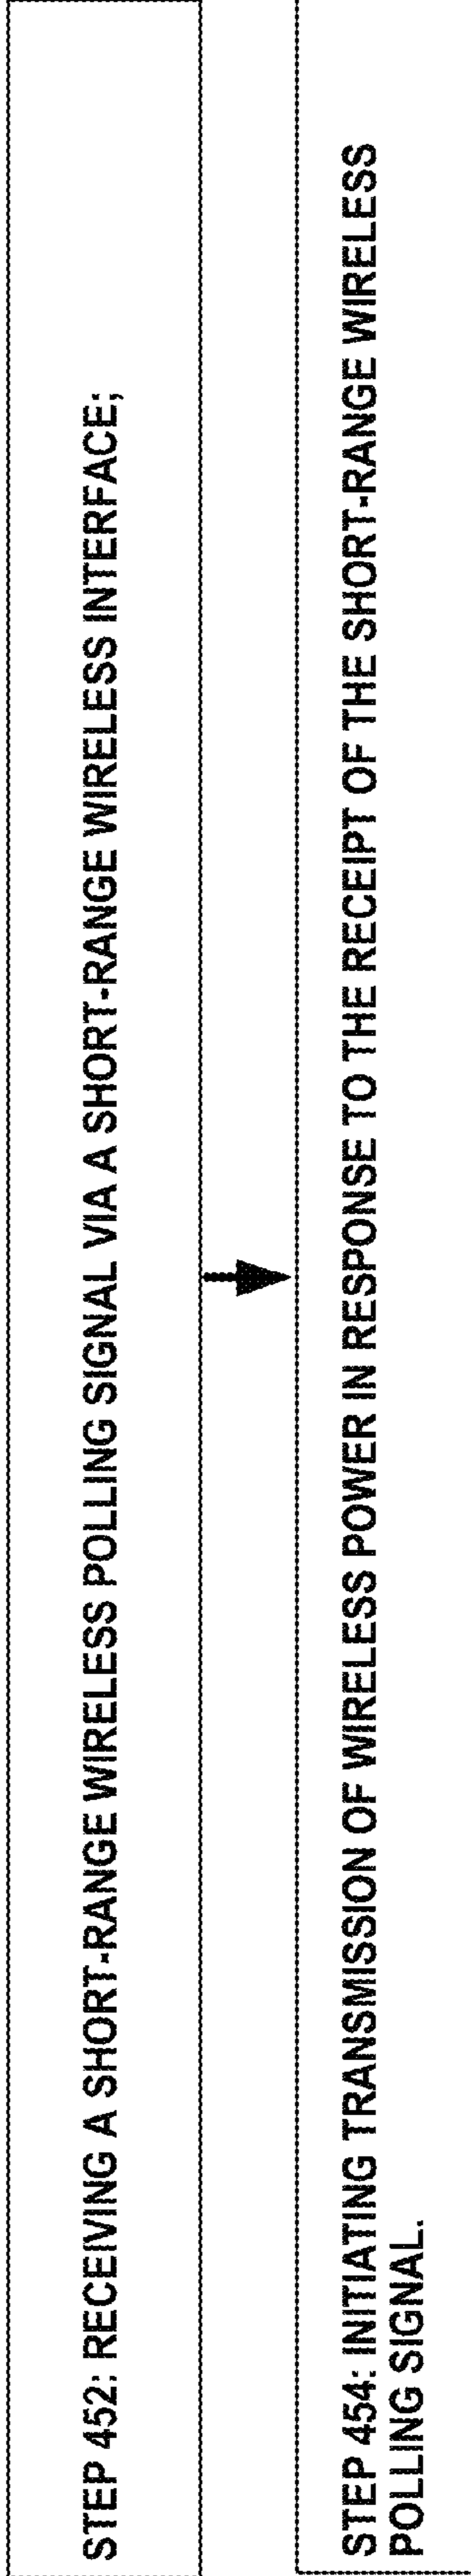 STEP 452: RECEIVING A SHORT-RANGE WIRELESS POLLING SIGNAL VIA A SHORT-RANGE WIRELESS INTERFACE;
STEP 454: INITIATING TRANSMISSION OF WIRELESS POWER IN RESPONSE TO THE RECEIPT OF THE SHORT-RANGE WIRELESS
POLLING SIGNAL.